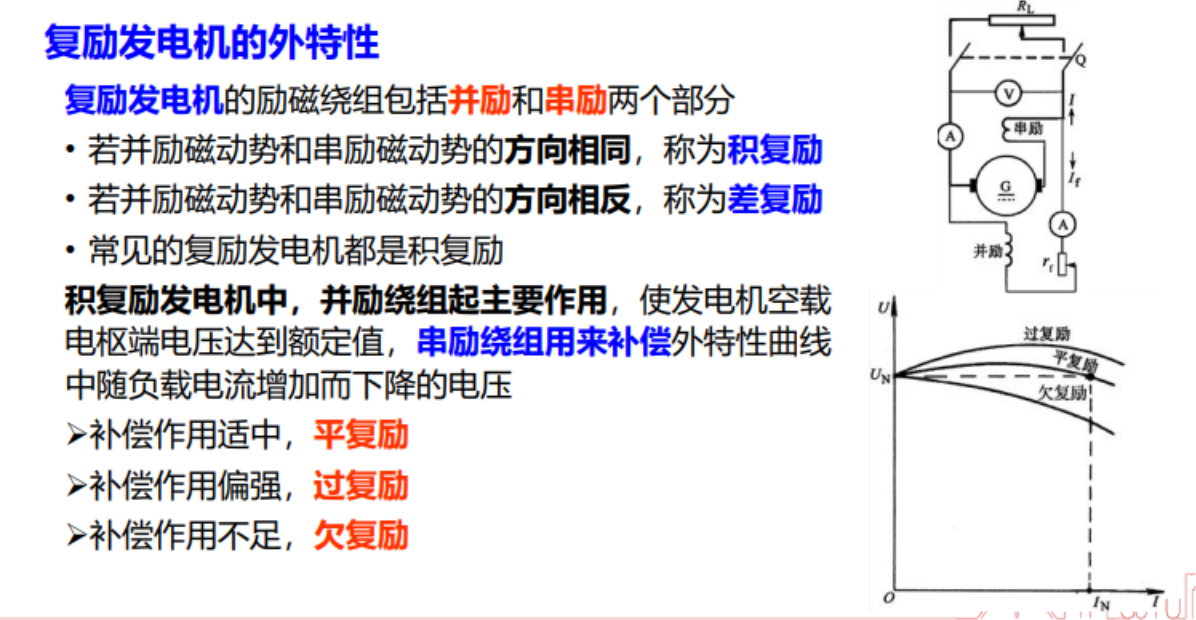 复励发电机的外特性
复励发电机的励磁绕组包括并励和串励两个部分
• 若并励磁动势和串励磁动势的方向相同，称为积复励
• 若并励磁动势和串励磁动势的方向相反，称为差复励
• 常见的复励发电机都是积复励
积复励发电机中，并励绕组起主要作用，使发电机空载
电枢端电压达到额定值，串励绕组用来补偿外特性曲线
中随负载电流增加而下降的电压
➢补偿作用适中，平复励
➢补偿作用偏强，过复励
➢补偿作用不足，欠复励
RL
Q
V
I
串励
A
If
G
A
并励
rf
U
过复励
平复励
UN
欠复励
O
IN
I